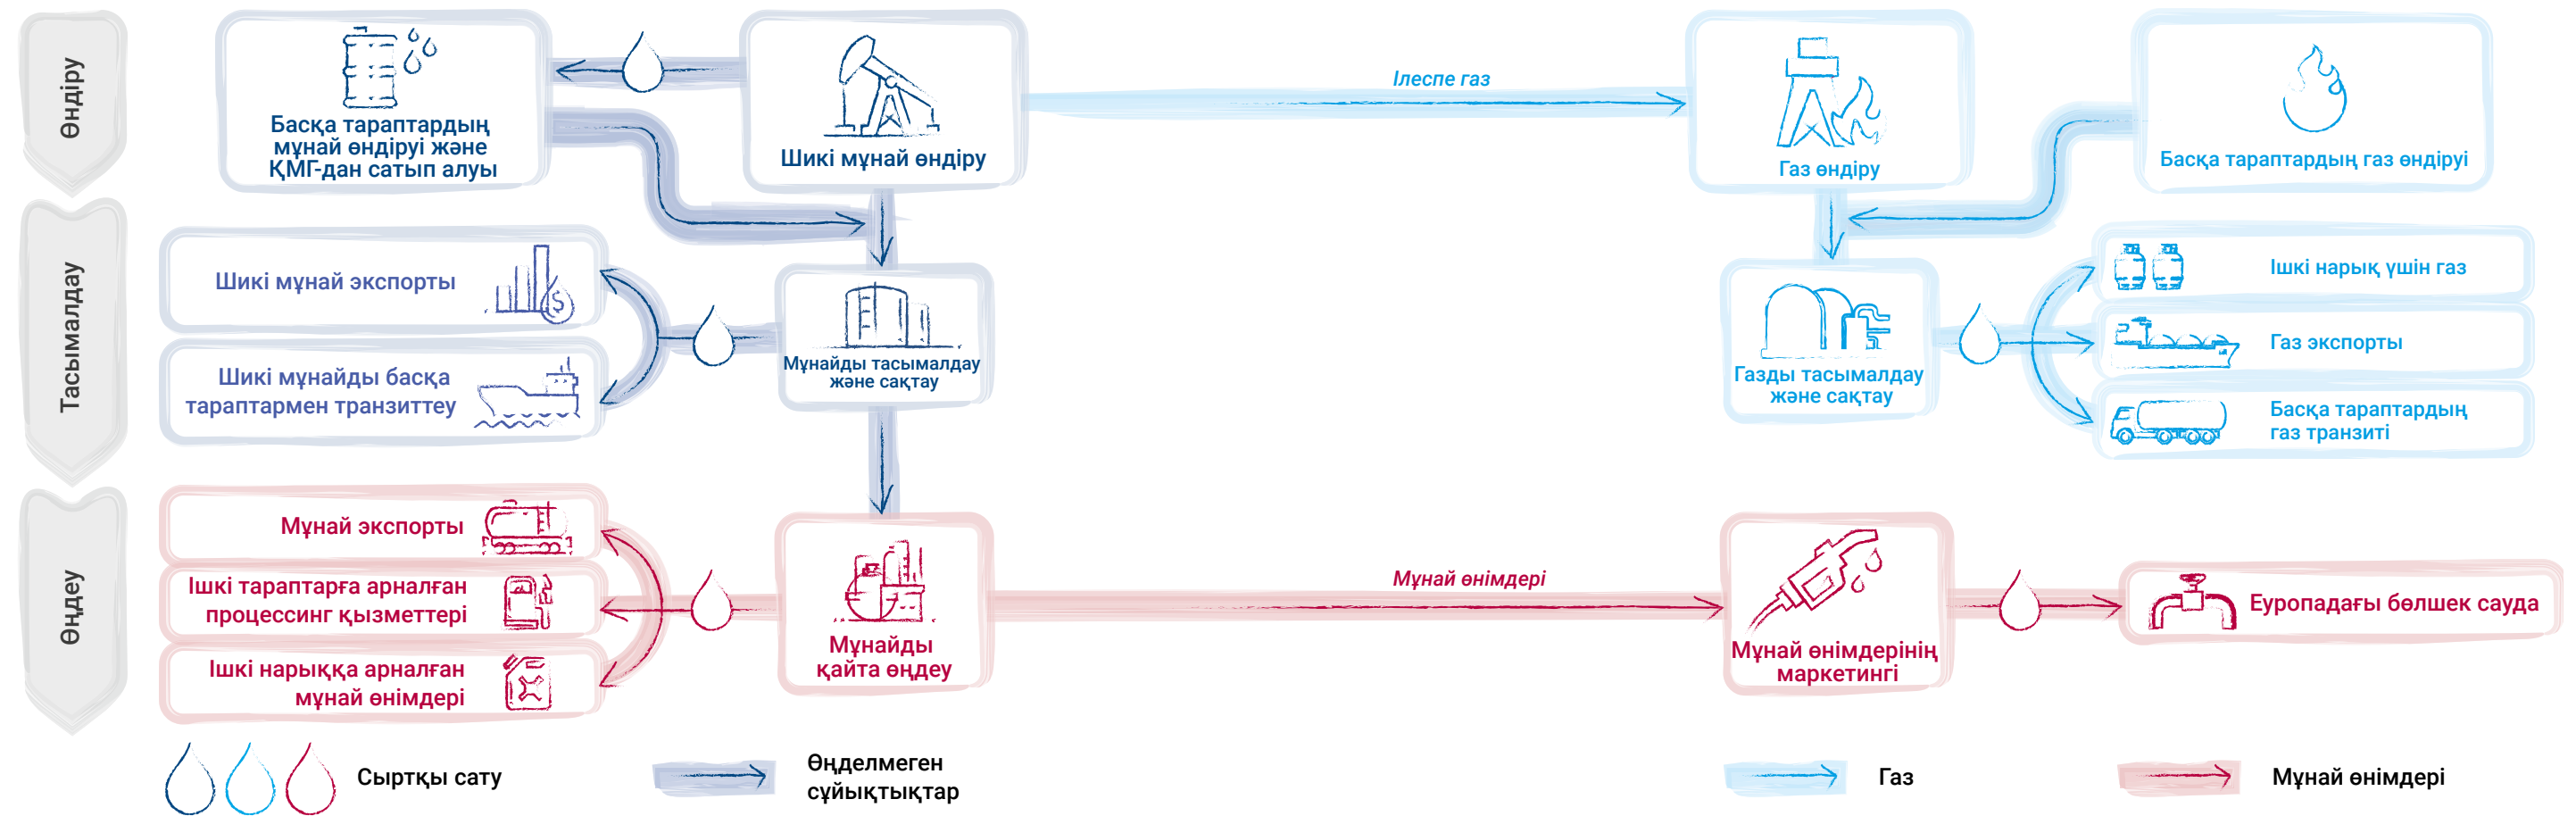 Өндіру
Басқа тараптардың
мұнай өндіруі және
ҚМГ-дан сатып алуы
Шикі мұнай өндіру
Ілеспе газ
Газ өндіру
Басқа тараптардың газ өндіруі
Тасымалдау
Шикі мұнай экспорты
Шикі мұнайды басқа
тараптармен транзиттеу
Мұнайды тасымалдау
және сақтау
Газды тасымалдау
және сақтау
Ішкі нарық үшін газ
Газ экспорты
Басқа тараптардың
газ транзиті
Өңдеу
Мұнай экспорты
Ішкі тараптарға арналған
процессинг қызметтері
Ішкі нарыққа арналған
мұнай өнімдері
Мұнайды
қайта өңдеу
Мұнай өнімдері
Мұнай өнімдерінің
маркетингі
Еуропадағы бөлшек сауда
Сыртқы сату
Өңделмеген
сұйықтықтар
Газ
Мұнай өнімдері